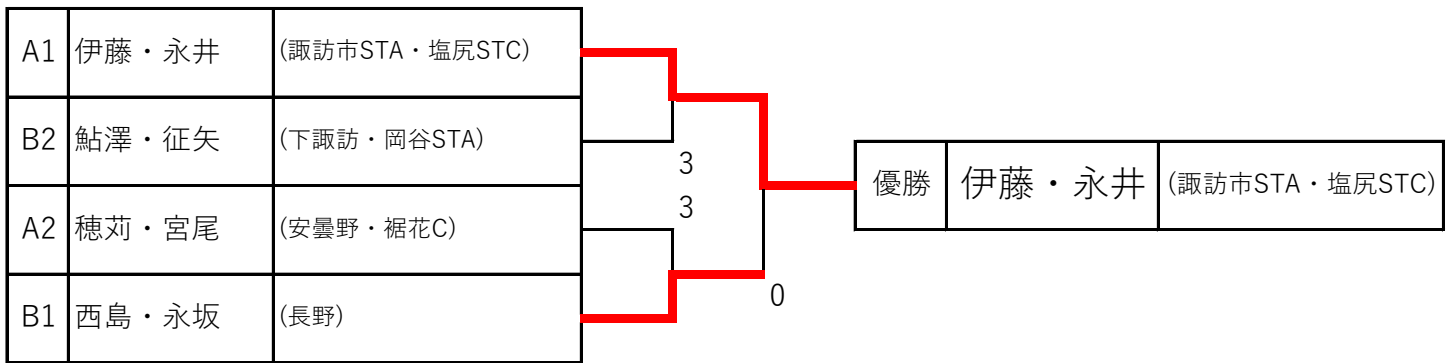 A1 伊藤・永井 (諏訪市STA・塩尻STC)
B2 鮎澤・征矢 (下諏訪・岡谷STA)
3
優勝 伊藤・永井 (諏訪市STA・塩尻STC)
3
A2 穂苅・宮尾 (安曇野・裾花C)
0
B1 西島・永坂 (長野)